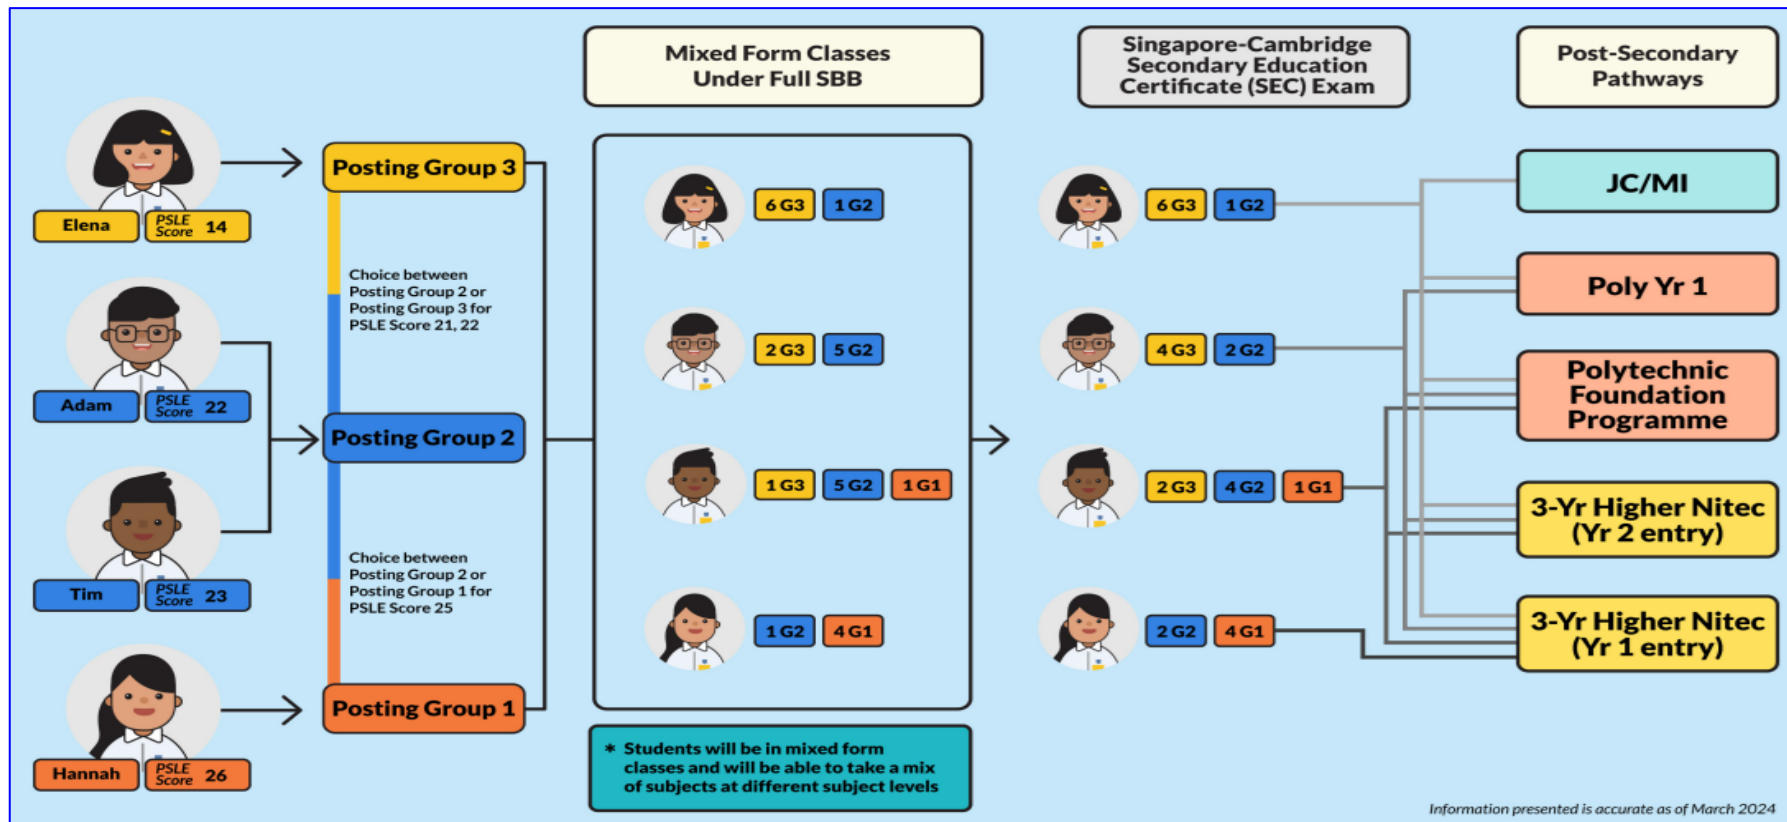 Mixed Form Classes
Under Full SBB
Singapore-Cambridge
Secondary Education
Certificate (SEC) Exam
Post-Secondary
Pathways
Elena
PSLE
Score 14
Adam
PSLE
Score 22
Tim
PSLE
Score 23
Hannah
PSLE
Score 26
Posting Group 3
Choice between
Posting Group 2 or
Posting Group 3 for
PSLE Score 21, 22
Posting Group 2
Choice between
Posting Group 2 or
Posting Group 1 for
PSLE Score 25
Posting Group 1
6 G3 1 G2
2 G3 5 G2
1 G3 5 G2 1 G1
1 G2 4 G1
* Students will be in mixed form
classes and will be able to take a mix
of subjects at different subject levels
6 G3 1 G2
4 G3 2 G2
2 G3 4 G2 1 G1
2 G2 4 G1
JC/MI
Poly Yr 1
Polytechnic
Foundation
Programme
3-Yr Higher Nitec
(Yr 2 entry)
3-Yr Higher Nitec
(Yr 1 entry)
Information presented is accurate as of March 2024